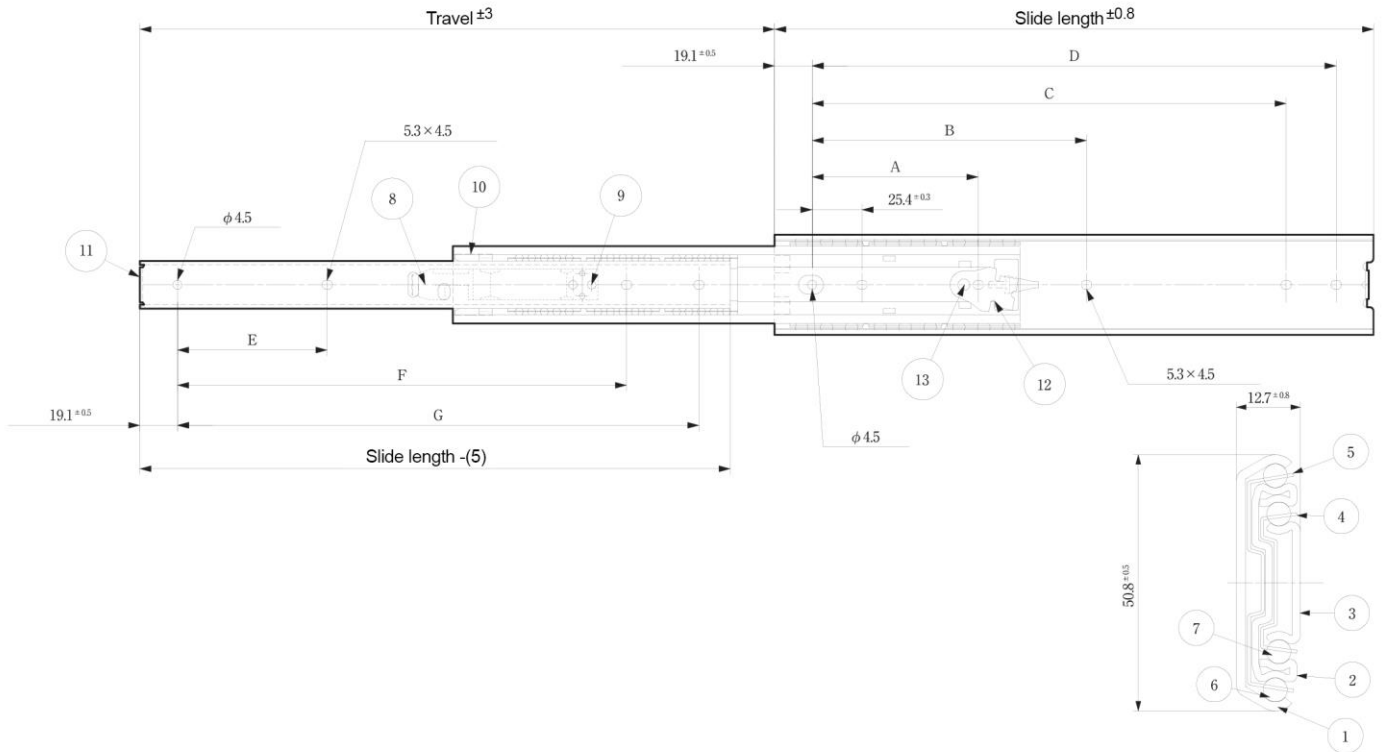 Travel ±3
Slide length ±0.8
19.1 ±0.5
D
C
5.3×4.5
B
A
8
10
9
25.4 ±0.3
φ4.5
11
E
13
12
5.3×4.5
F
12.7 ±0.8
19.1 ±0.5
G
φ4.5
Slide length -(5)
5
4
50.8 ±0.5
3
7
2
6
1